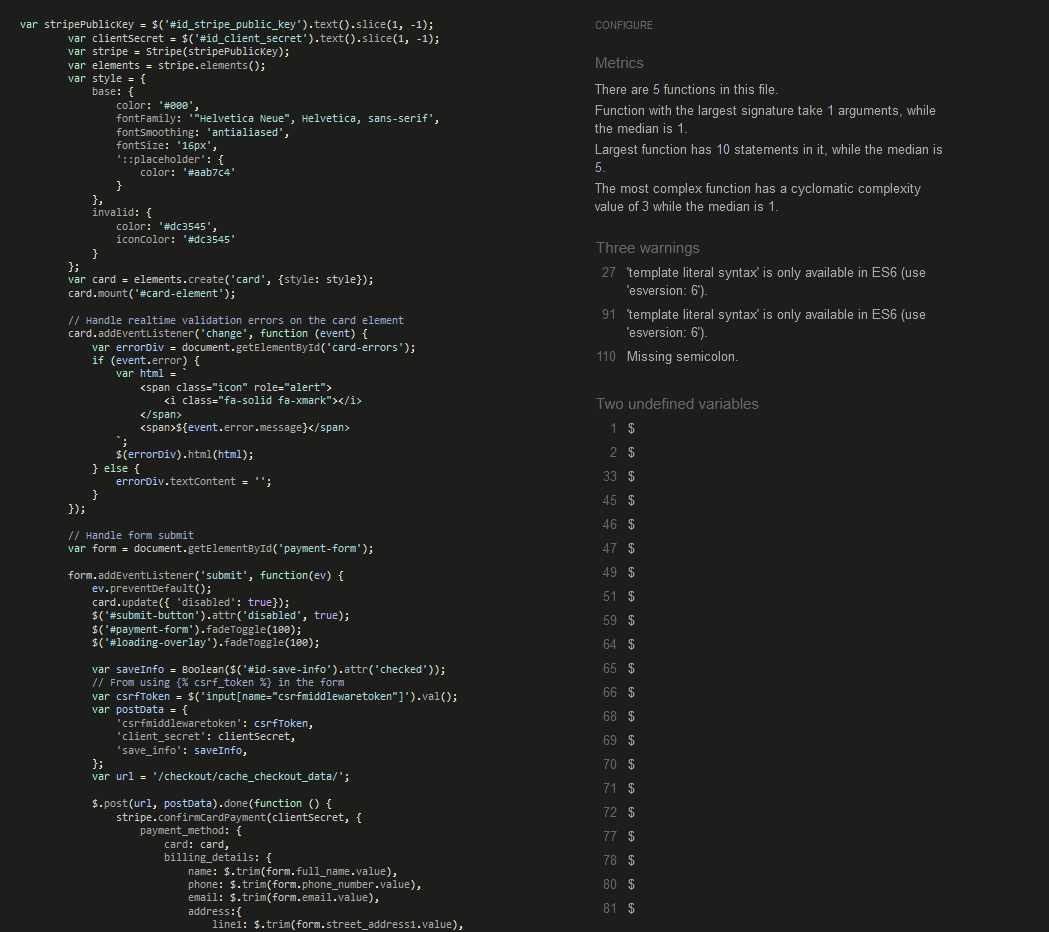 var stripePublicKey = $('#id_stripe_public_key').text().slice(1, -1);
var clientSecret = $('#id_client_secret').text().slice(1, -1);
var stripe = Stripe(stripePublicKey);
var elements = stripe.elements();
var style = {
base: {
color: '#000',
fontFamily: '"Helvetica Neue", Helvetica, sans-serif',
fontSmoothing: 'antialiased',
fontSize: '16px',
'::placeholder': {
color: '#aab7c4'
}
},
invalid: {
color: '#dc3545',
iconColor: '#dc3545'
}
};
var card = elements.create('card', {style: style});
card.mount('#card-element');
// Handle realtime validation errors on the card element
card.addEventListener('change', function (event) {
var errorDiv = document.getElementById('card-errors');
if (event.error) {
var html = `
<span class="icon" role="alert">
<i class="fa-solid fa-xmark"></i>
</span>
<span>${event.error.message}</span>
`;
$(errorDiv).html(html);
} else {
errorDiv.textContent = '';
}
});
// Handle form submit
var form = document.getElementById('payment-form');
form.addEventListener('submit', function(ev) {
ev.preventDefault();
card.update({ 'disabled': true});
$('#submit-button').attr('disabled', true);
$('#payment-form').fadeToggle(100);
$('#loading-overlay').fadeToggle(100);
var saveInfo = Boolean($('#id-save-info').attr('checked'));
// From using {% csrf_token %} in the form
var csrfToken = $('input[name="csrfmiddlewaretoken"]').val();
var postData = {
'csrfmiddlewaretoken': csrfToken,
'client_secret': clientSecret,
'save_info': saveInfo,
};
var url = '/checkout/cache_checkout_data/';
$.post(url, postData).done(function () {
stripe.confirmCardPayment(clientSecret, {
payment_method: {
card: card,
billing_details: {
name: $.trim(form.full_name.value),
phone: $.trim(form.phone_number.value),
email: $.trim(form.email.value),
address:{
line1: $.trim(form.street_address1.value),
CONFIGURE
Metrics
There are 5 functions in this file.
Function with the largest signature take 1 arguments, while
the median is 1.
Largest function has 10 statements in it, while the median is
5.
The most complex function has a cyclomatic complexity
value of 3 while the median is 1.
Three warnings
27 'template literal syntax' is only available in ES6 (use
'esversion: 6').
91 'template literal syntax' is only available in ES6 (use
'esversion: 6').
110 Missing semicolon.
Two undefined variables
1 $
2 $
33 $
45 $
46 $
47 $
49 $
51 $
59 $
64 $
65 $
66 $
68 $
69 $
70 $
71 $
72 $
77 $
78 $
80 $
81 $